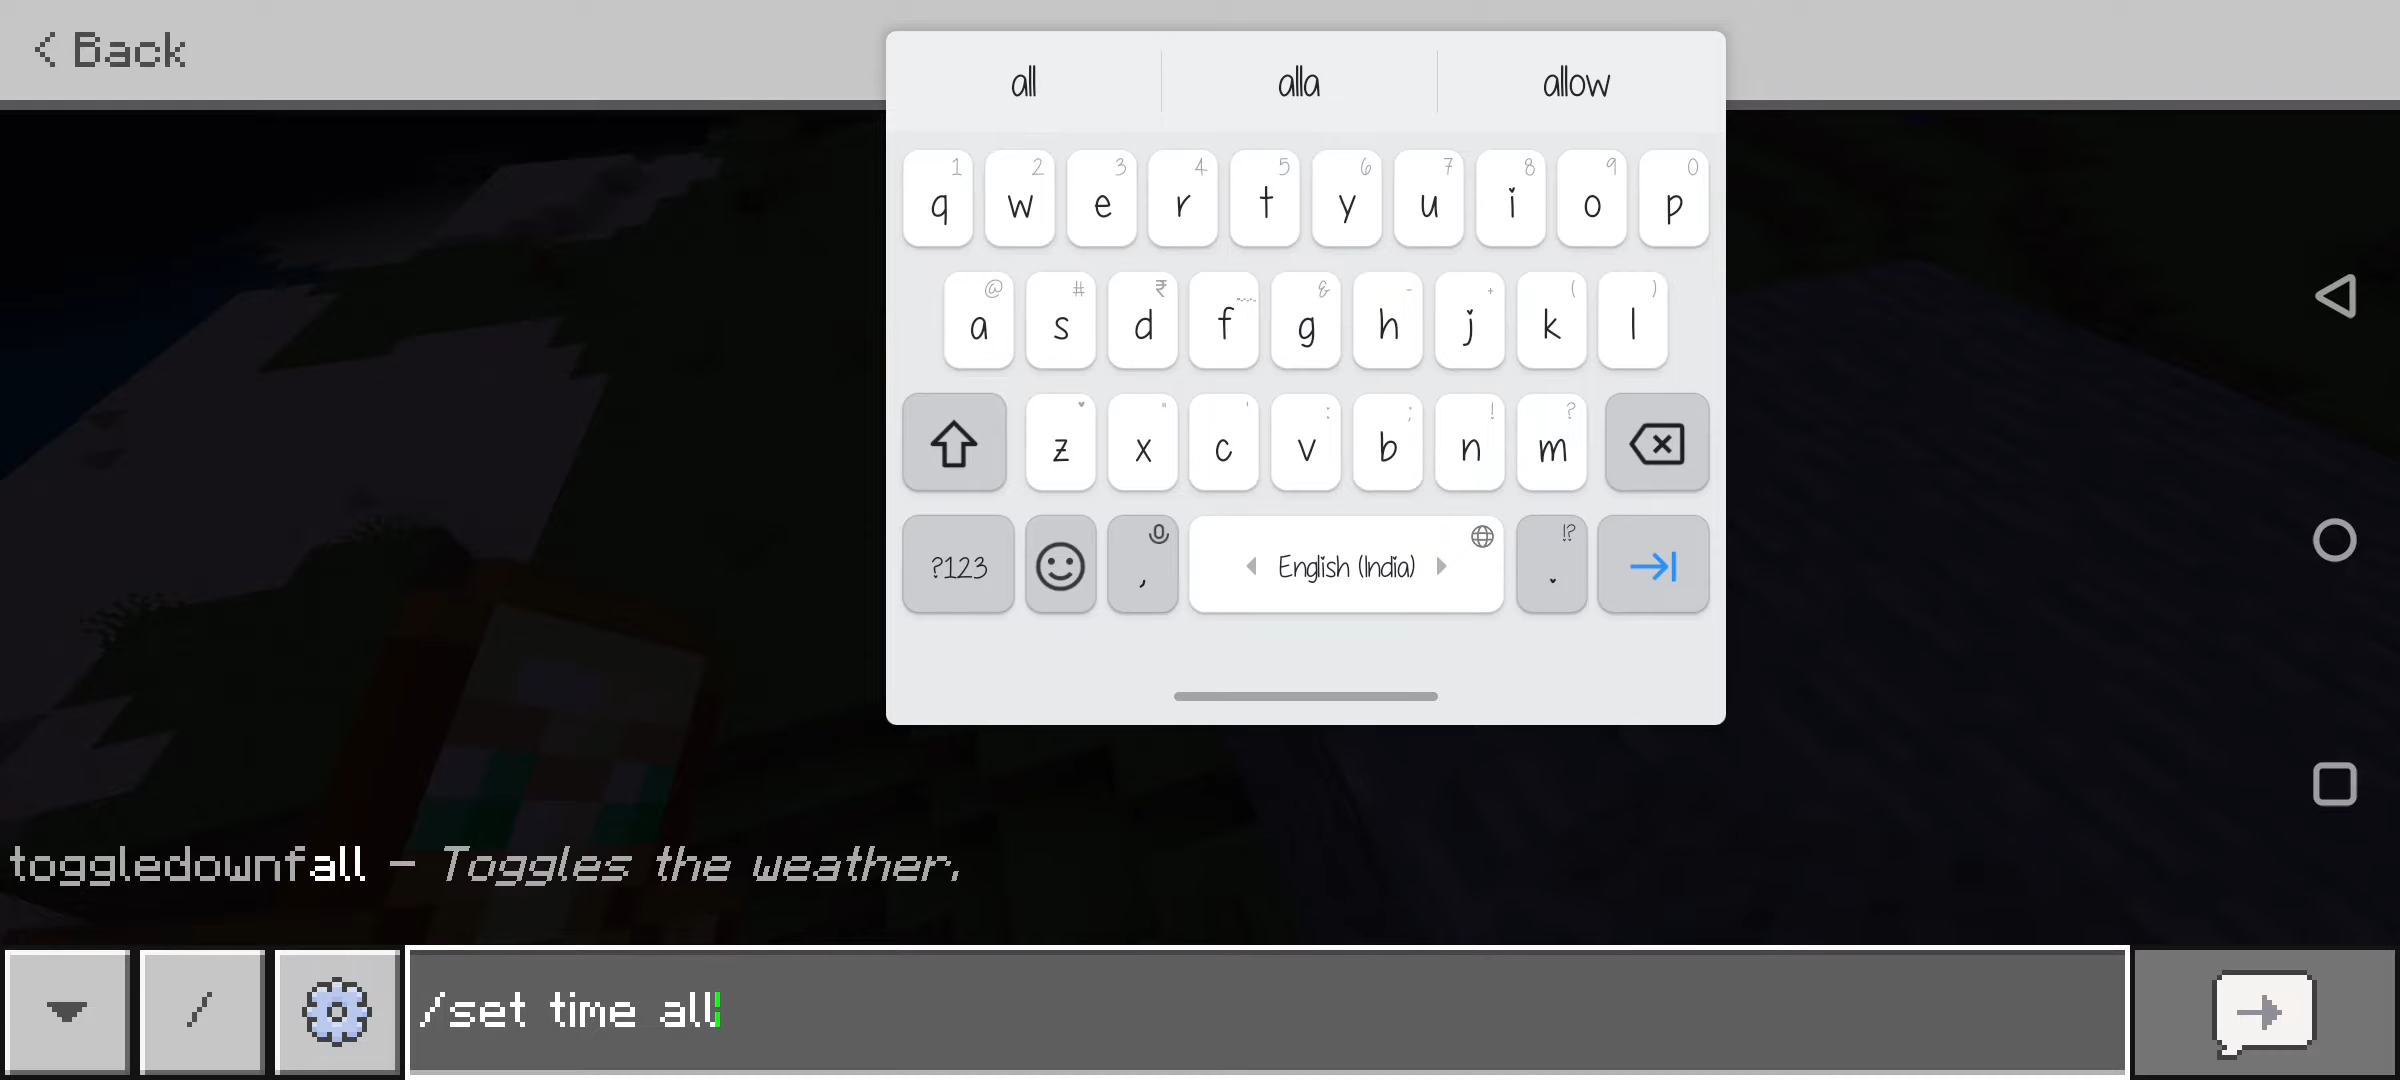 < Back
all alla allow
1 2 3 4 5 6 7 8 9 0
q w e r t y u i o p
@ # ₹ & - + ( )
a s d f g h j k l
" ' : ; ! ?
z x c v b n m
!?
?123 , English (India) .
toggledownfall - Toggles the weather.
/ /set time all